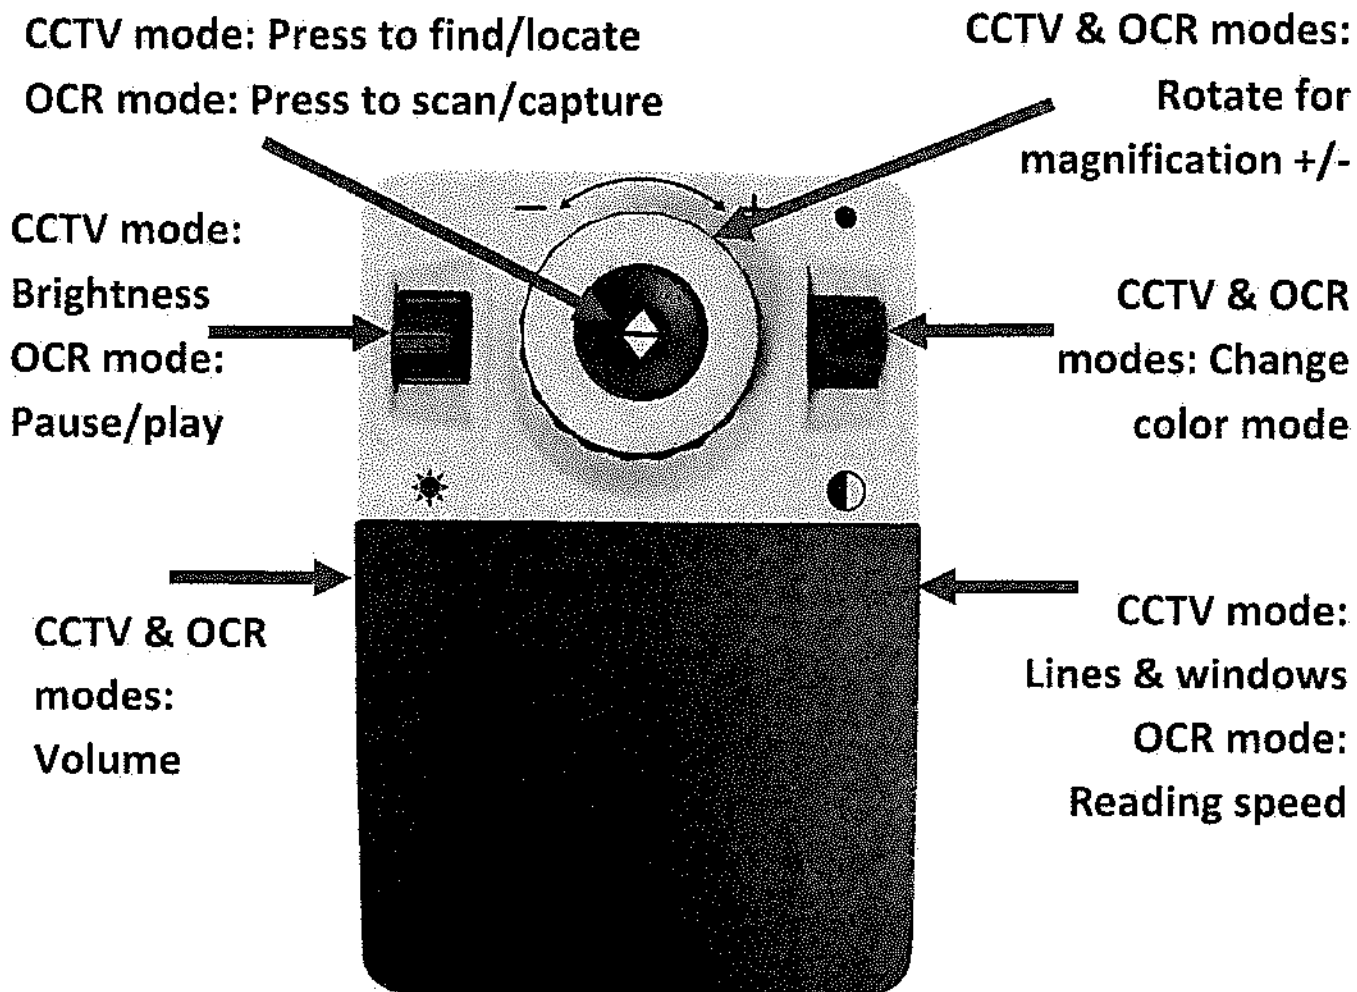 CCTV mode: Press to find/locate
OCR mode: Press to scan/capture
CCTV & OCR modes:
Rotate for
magnification +/-
CCTV mode:
Brightness
OCR mode:
Pause/play
CCTV & OCR
modes: Change
color mode
CCTV & OCR
modes:
Volume
CCTV mode:
Lines & windows
OCR mode:
Reading speed
− +